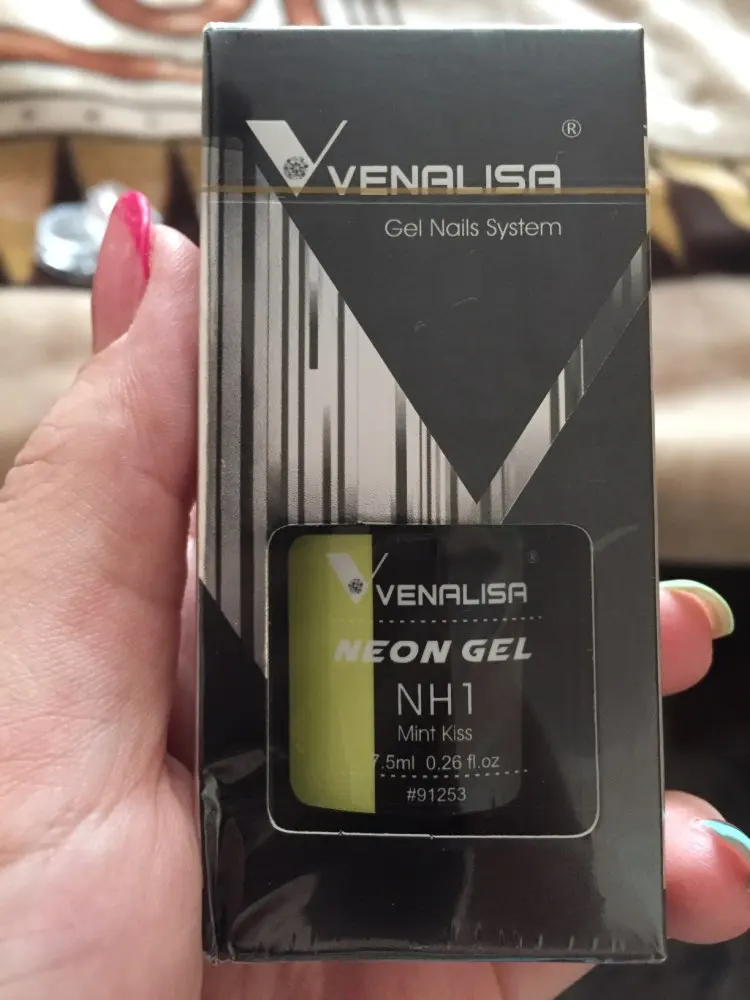 VENALISA ®
Gel Nails System
VENALISA ®
NEON GEL
NH1
Mint Kiss
7.5ml 0.26 fl.oz
#91253